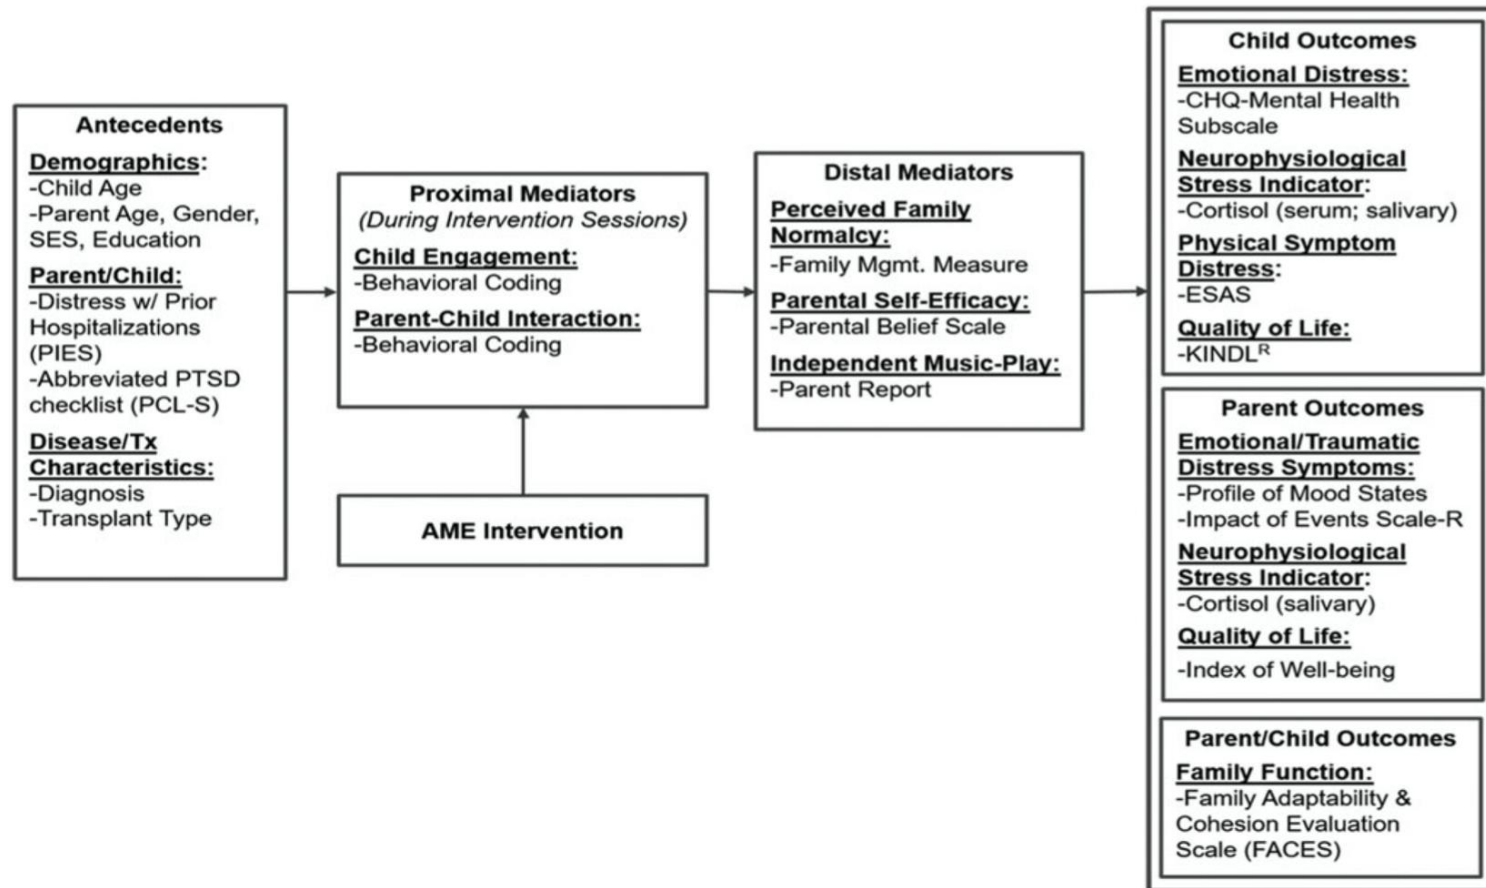 Antecedents
Demographics:
-Child Age
-Parent Age, Gender,
SES, Education
Parent/Child:
-Distress w/ Prior
Hospitalizations
(PIES)
-Abbreviated PTSD
checklist (PCL-S)
Disease/Tx
Characteristics:
-Diagnosis
-Transplant Type
Proximal Mediators
(During Intervention Sessions)
Child Engagement:
-Behavioral Coding
Parent-Child Interaction:
-Behavioral Coding
AME Intervention
Distal Mediators
Perceived Family
Normalcy:
-Family Mgmt. Measure
Parental Self-Efficacy:
-Parental Belief Scale
Independent Music-Play:
-Parent Report
Child Outcomes
Emotional Distress:
-CHQ-Mental Health
Subscale
Neurophysiological
Stress Indicator:
-Cortisol (serum; salivary)
Physical Symptom
Distress:
-ESAS
Quality of Life:
-KINDLᴿ
Parent Outcomes
Emotional/Traumatic
Distress Symptoms:
-Profile of Mood States
-Impact of Events Scale-R
Neurophysiological
Stress Indicator:
-Cortisol (salivary)
Quality of Life:
-Index of Well-being
Parent/Child Outcomes
Family Function:
-Family Adaptability &
Cohesion Evaluation
Scale (FACES)